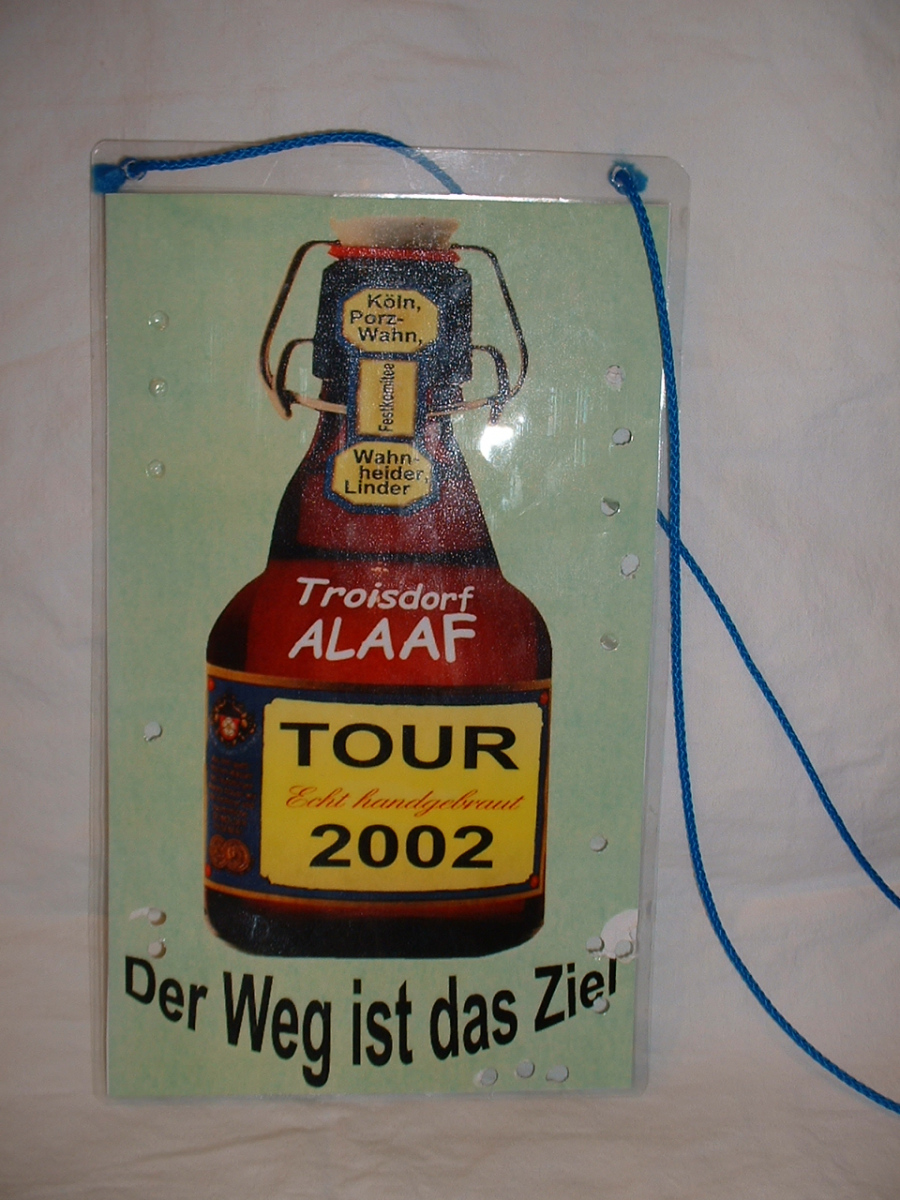 Köln,
Porz-
Wahn,
Festkomitee
Wahn-
heider,
Linder
Troisdorf
ALAAF
TOUR
Echt handgebraut
2002
Der Weg ist das Ziel